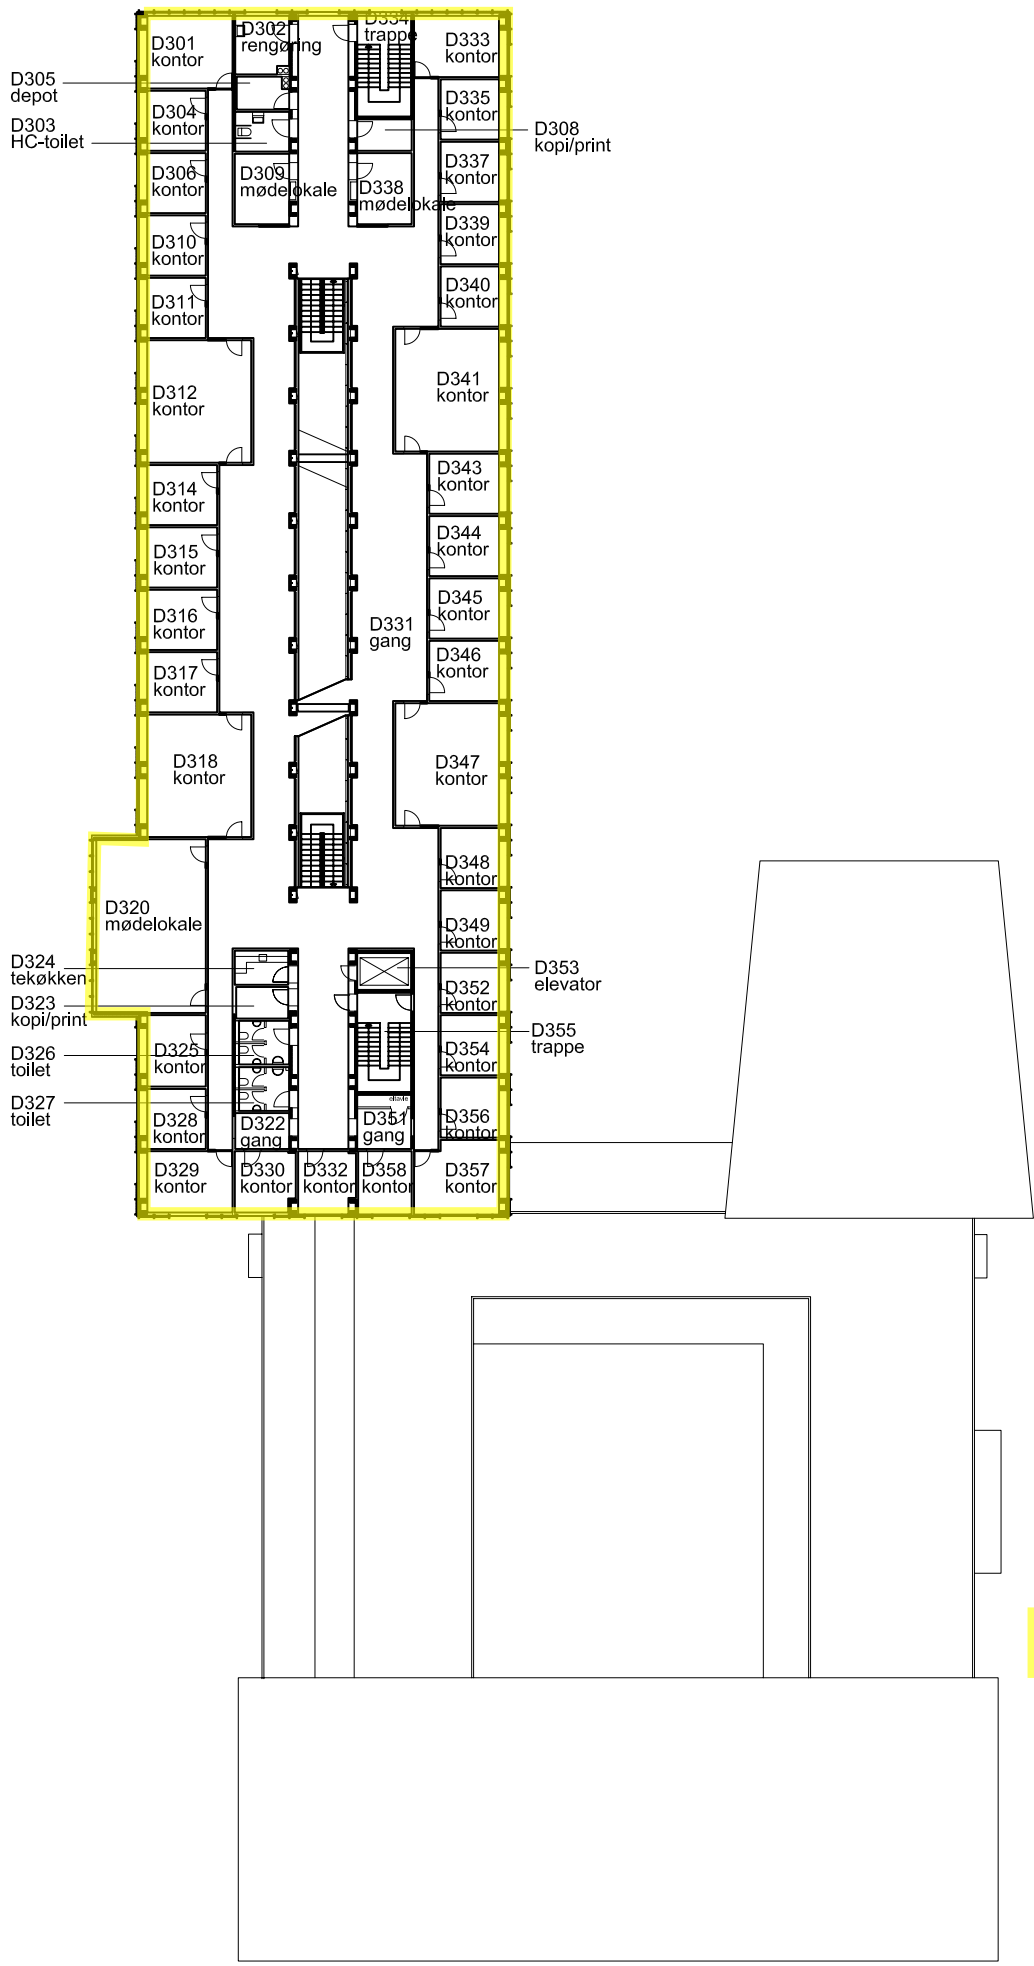 D301
kontor
D302
rengøring
D334
trappe
D333
kontor
D305
depot
D304
kontor
D335
kontor
D303
HC-toilet
D308
kopi/print
D306
kontor
D309
mødelokale
D338
mødelokale
D337
kontor
D310
kontor
D339
kontor
D311
kontor
D340
kontor
D312
kontor
D341
kontor
D314
kontor
D343
kontor
D315
kontor
D344
kontor
D316
kontor
D331
gang
D345
kontor
D317
kontor
D346
kontor
D318
kontor
D347
kontor
D348
kontor
D320
mødelokale
D349
kontor
D324
tekøkken
D353
elevator
D352
kontor
D323
kopi/print
D355
trappe
D326
toilet
D325
kontor
D354
kontor
D327
toilet
eltavle
D328
kontor
D322
gang
D351
gang
D356
kontor
D329
kontor
D330
kontor
D332
kontor
D358
kontor
D357
kontor